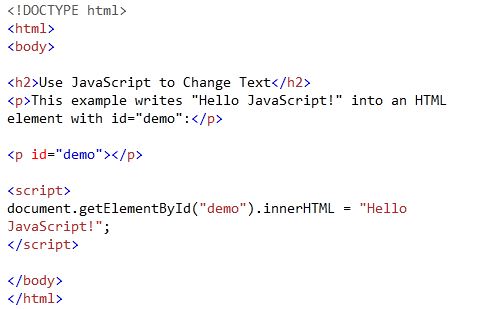 <!DOCTYPE html>
<html>
<body>
<h2>Use JavaScript to Change Text</h2>
<p>This example writes "Hello JavaScript!" into an HTML
element with id="demo":</p>
<p id="demo"></p>
<script>
document.getElementById("demo").innerHTML = "Hello
JavaScript!";
</script>
</body>
</html>